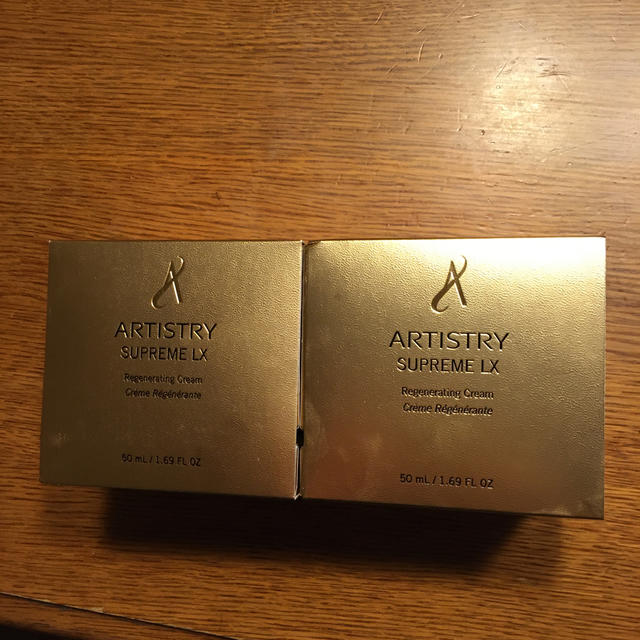 ARTISTRY
SUPREME LX
Regenerating Cream
Crème Régénérante
50 mL / 1.69 FL OZ
ARTISTRY
SUPREME LX
Regenerating Cream
Crème Régénérante
50 mL / 1.69 FL OZ